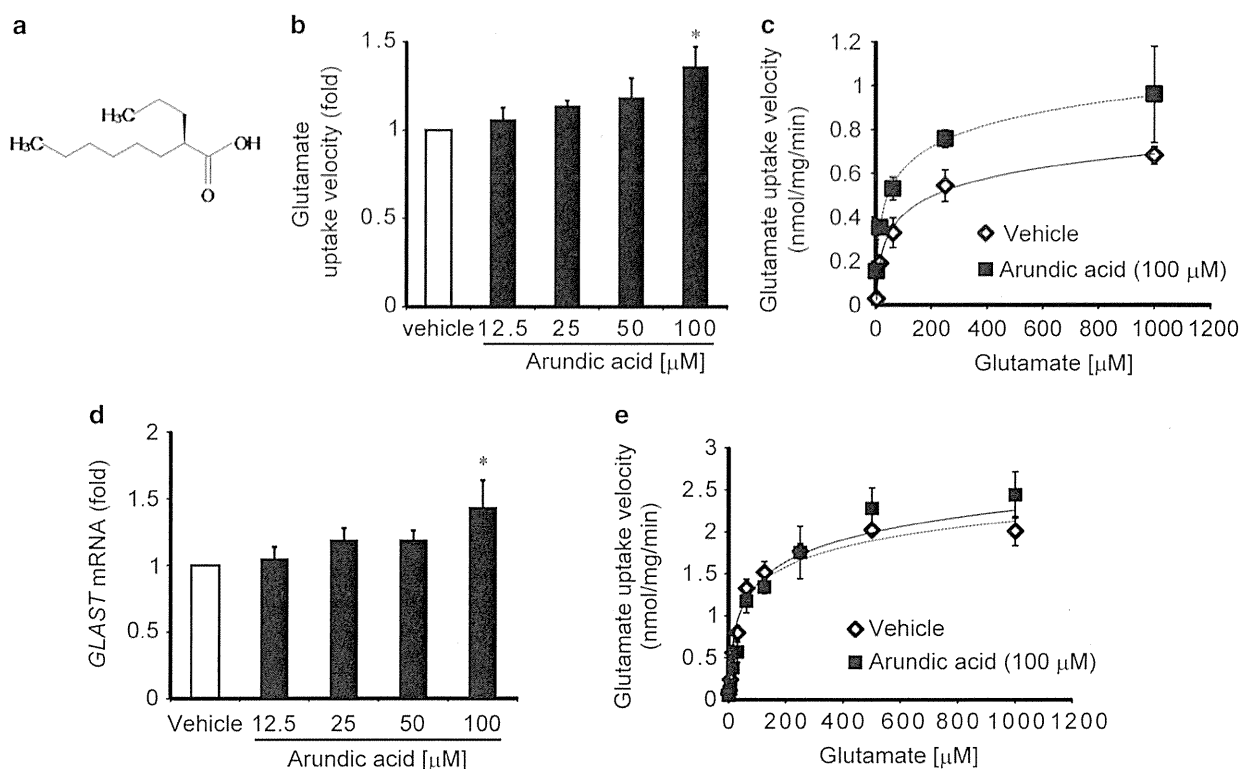 a
H₃C
H₃C
OH
O
b
Glutamate
uptake velocity (fold)
1.5
1
0.5
0
vehicle 12.5 25 50 100
Arundic acid [μM]
*
c
Glutamate uptake velocity
(nmol/mg/min)
1.2
1
0.8
0.6
0.4
0.2
0
0 200 400 600 800 1000 1200
Glutamate [μM]
Vehicle
Arundic acid (100 μM)
d
GLAST mRNA (fold)
2
1.5
1
0.5
0
Vehicle 12.5 25 50 100
Arundic acid [μM]
*
e
Glutamate uptake velocity
(nmol/mg/min)
3
2.5
2
1.5
1
0.5
0
0 200 400 600 800 1000 1200
Glutamate [μM]
Vehicle
Arundic acid (100 μM)